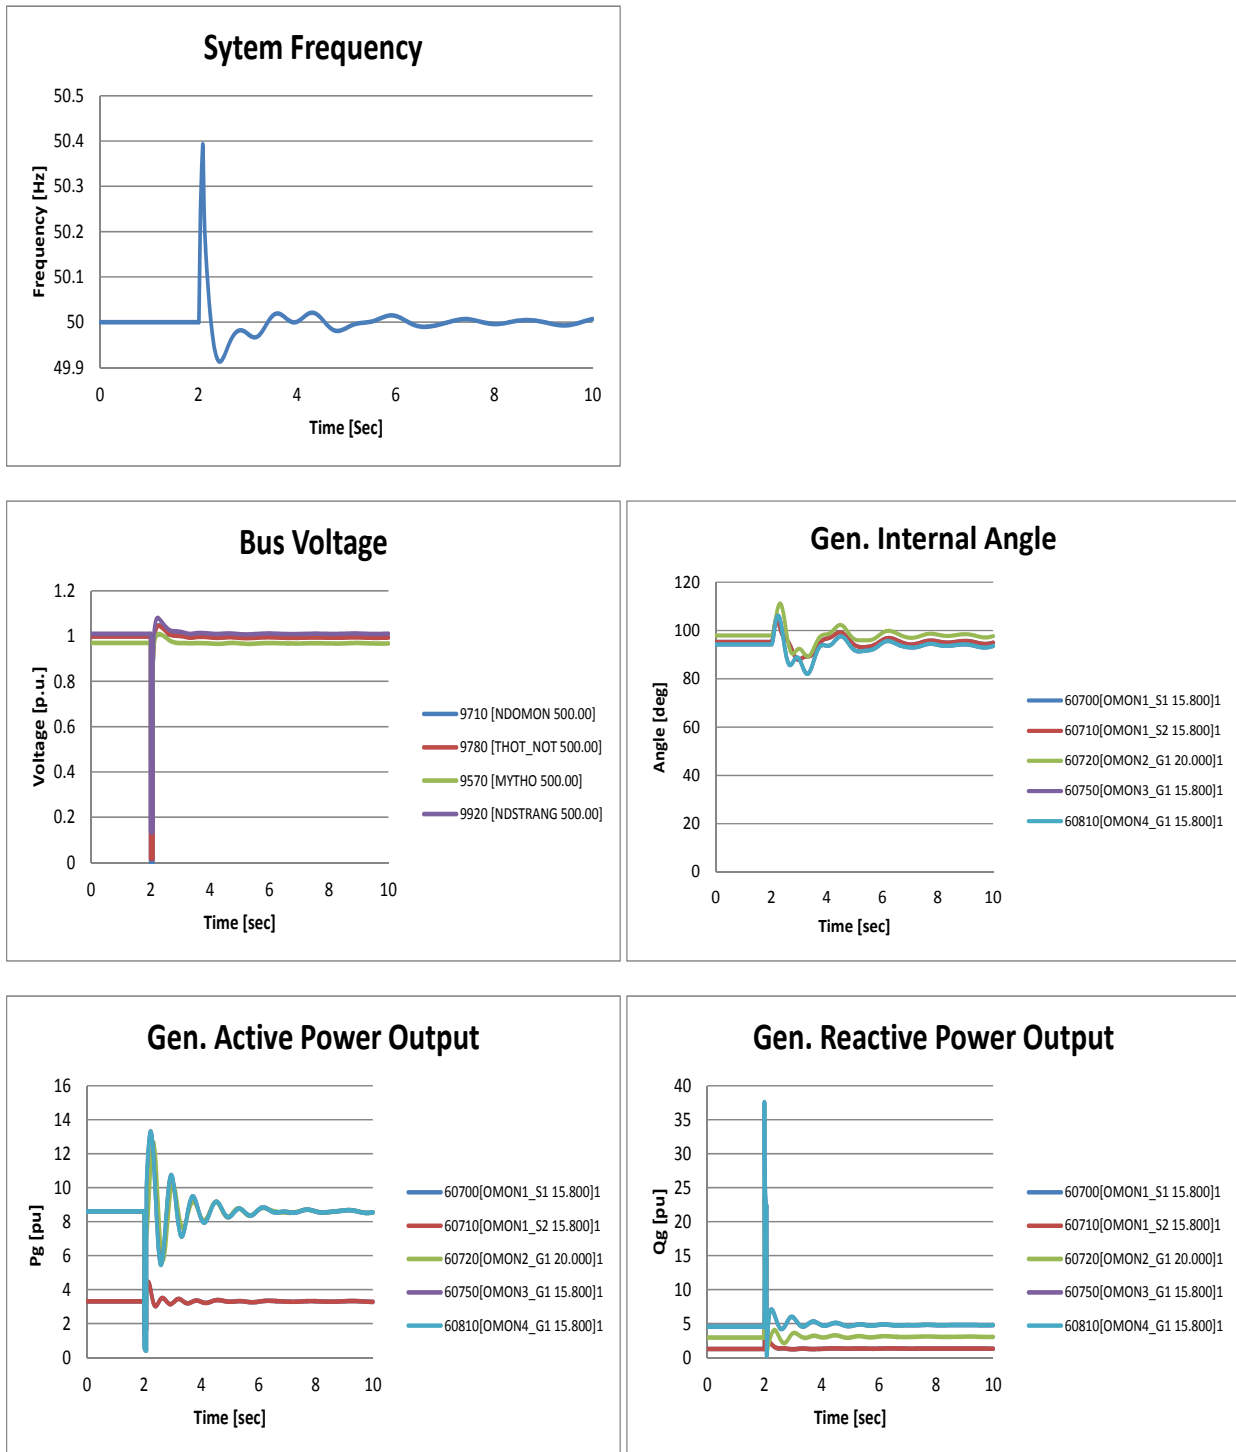 Sytem Frequency
50.5
50.4
50.3
50.2
50.1
50
49.9
Frequency [Hz]
0 2 4 6 8 10
Time [Sec]
Bus Voltage
1.2
1
0.8
0.6
0.4
0.2
0
Voltage [p.u.]
0 2 4 6 8 10
Time [sec]
9710 [NDOMON 500.00]
9780 [THOT_NOT 500.00]
9570 [MYTHO 500.00]
9920 [NDSTRANG 500.00]
Gen. Internal Angle
120
100
80
60
40
20
0
Angle [deg]
0 2 4 6 8 10
Time [sec]
60700[OMON1_S1 15.800]1
60710[OMON1_S2 15.800]1
60720[OMON2_G1 20.000]1
60750[OMON3_G1 15.800]1
60810[OMON4_G1 15.800]1
Gen. Active Power Output
16
14
12
10
8
6
4
2
0
Pg [pu]
0 2 4 6 8 10
Time [sec]
60700[OMON1_S1 15.800]1
60710[OMON1_S2 15.800]1
60720[OMON2_G1 20.000]1
60750[OMON3_G1 15.800]1
60810[OMON4_G1 15.800]1
Gen. Reactive Power Output
40
35
30
25
20
15
10
5
0
Qg [pu]
0 2 4 6 8 10
Time [sec]
60700[OMON1_S1 15.800]1
60710[OMON1_S2 15.800]1
60720[OMON2_G1 20.000]1
60750[OMON3_G1 15.800]1
60810[OMON4_G1 15.800]1